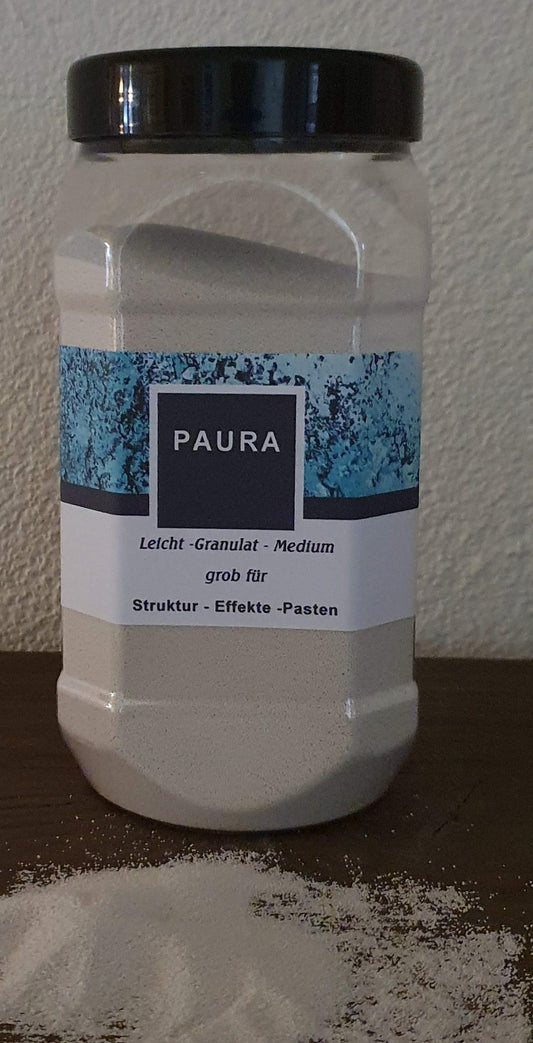 PAURA
Leicht -Granulat - Medium
grob für
Struktur - Effekte -Pasten